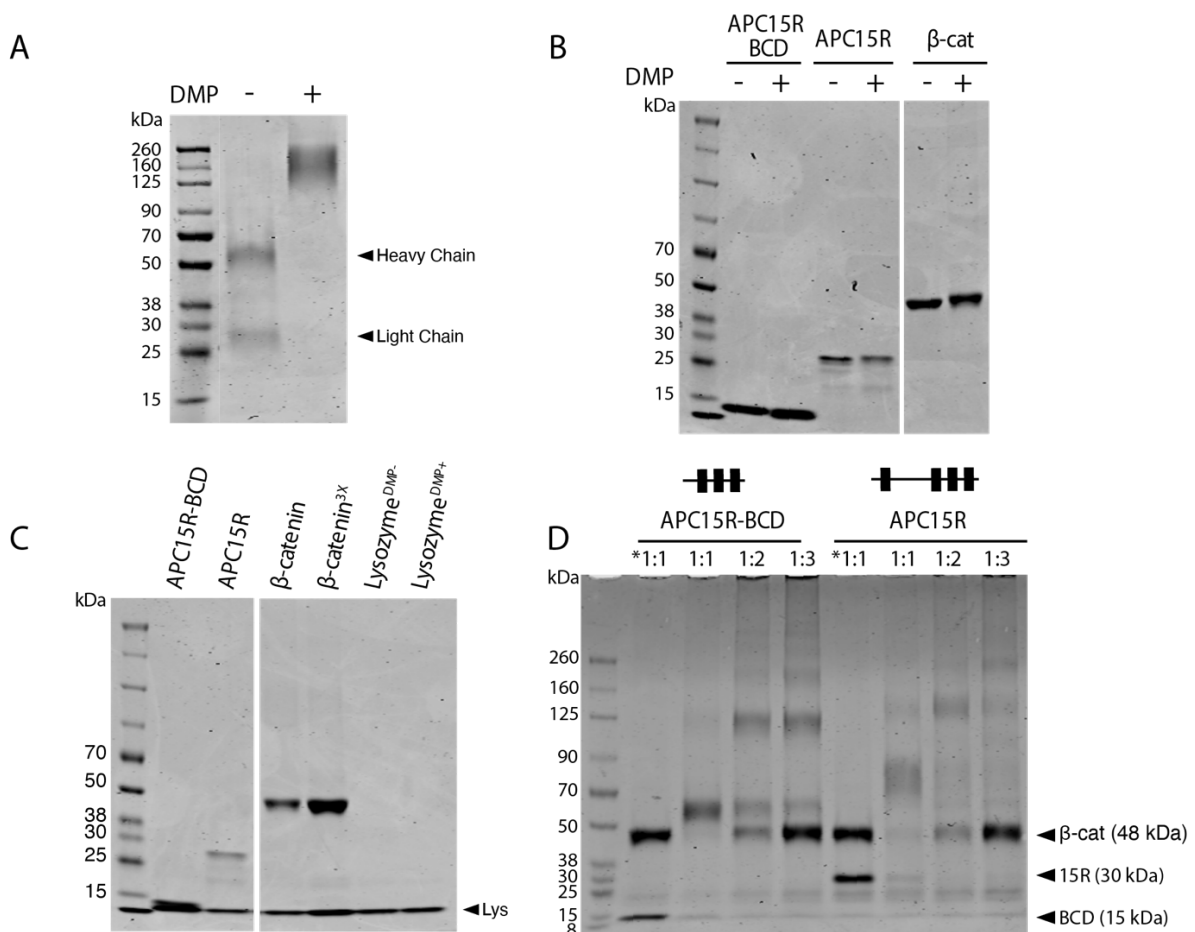 A
DMP - +
kDa
260
160
125
90
70
50
38
30
25
15
Heavy Chain
Light Chain
B
APC15R
BCD
APC15R
β-cat
DMP - + - + - +
kDa
70
50
38
30
25
15
C
APC15R-BCD
APC15R
β-catenin
β-catenin3X
LysozymeDMP-
LysozymeDMP+
kDa
70
50
38
30
25
15
Lys
D
APC15R-BCD
APC15R
*1:1 1:1 1:2 1:3 *1:1 1:1 1:2 1:3
kDa
260
160
125
90
70
50
38
30
25
15
8
β-cat (48 kDa)
15R (30 kDa)
BCD (15 kDa)